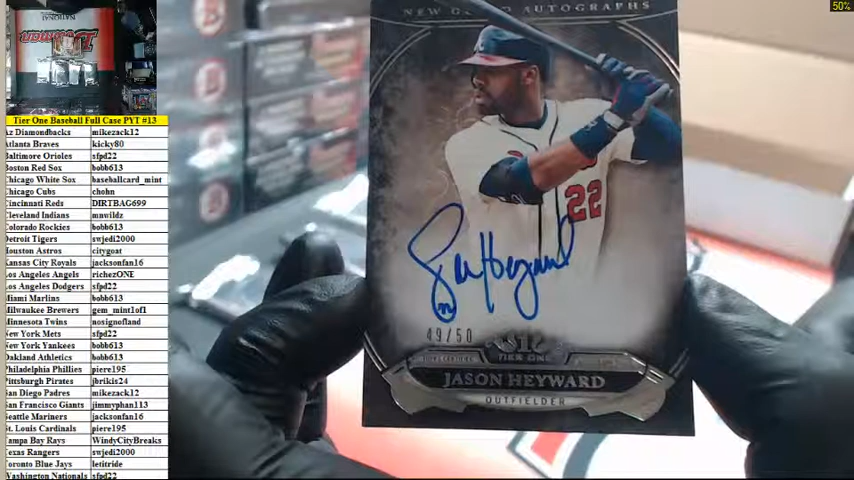 50%
NATIONAL
Tier One Baseball Full Case PYT #13
Az Diamondbacks mikezack12
Atlanta Braves kicky80
Baltimore Orioles sfpd22
Boston Red Sox bobb613
Chicago White Sox baseballcard_mint
Chicago Cubs chohn
Cincinnati Reds DIRTBAG699
Cleveland Indians mnwildz
Colorado Rockies bobb613
Detroit Tigers swjedi2000
Houston Astros citygoat
Kansas City Royals jacksonfan16
Los Angeles Angels richezONE
Los Angeles Dodgers sfpd22
Miami Marlins bobb613
Milwaukee Brewers gem_mint1of1
Minnesota Twins nosignofland
New York Mets sfpd22
New York Yankees bobb613
Oakland Athletics bobb613
Philadelphia Phillies piere195
Pittsburgh Pirates jbrikis24
San Diego Padres mikezack12
San Francisco Giants jimmyphan113
Seattle Mariners jacksonfan16
St. Louis Cardinals piere195
Tampa Bay Rays WindyCityBreaks
Texas Rangers swjedi2000
Toronto Blue Jays letitride
Washington Nationals sfpd22
NEW GUARD AUTOGRAPHS
22
49/50
TIER ONE
JASON HEYWARD
OUTFIELDER